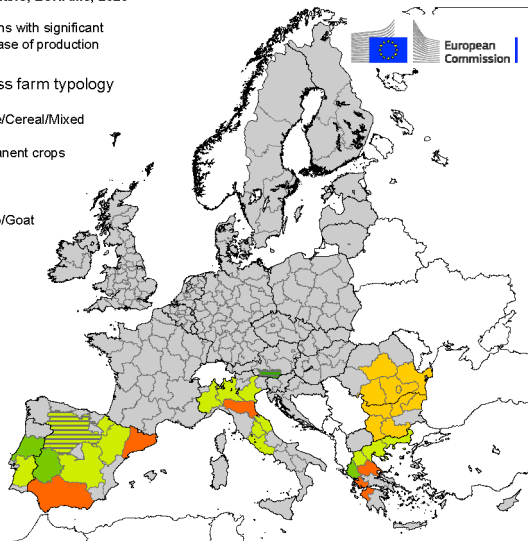 ns with significant
ase of production
ss farm typology
e/Cereal/Mixed
anent crops
o/Goat
European
Commission